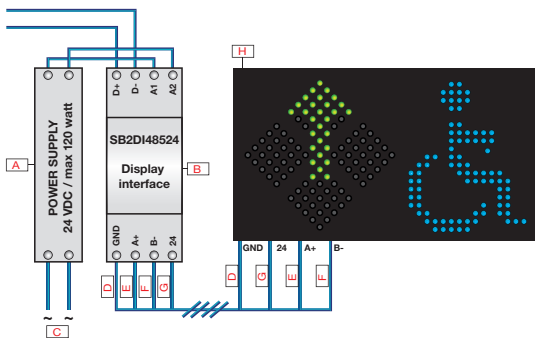 H
D+ D- A1 A2
POWER SUPPLY
24 VDC / max 120 watt
SB2DI48524
Display
interface
A
B
GND A+ B- 24
GND 24 A+ B-
D E F G
D G E F
~ ~
C